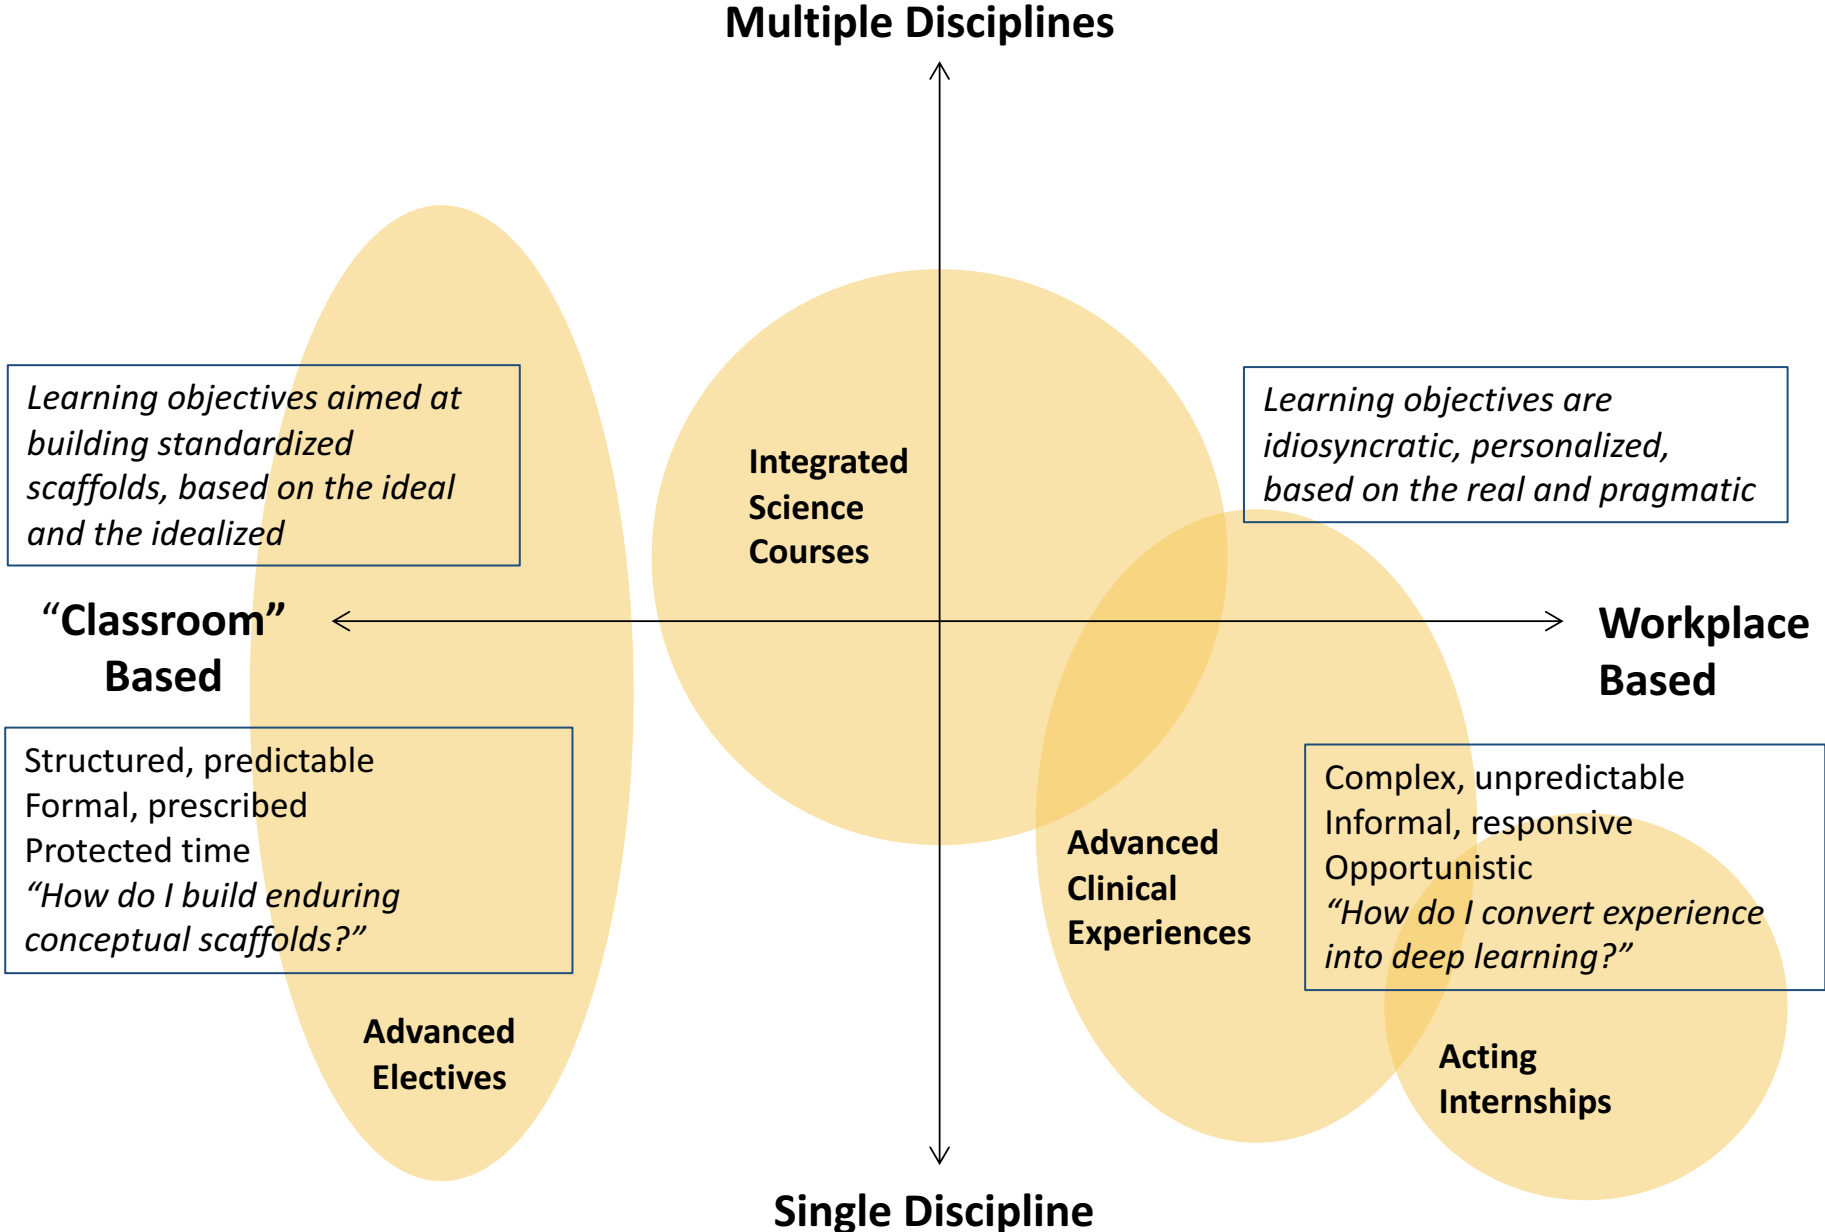 Multiple Disciplines
Learning objectives aimed at
building standardized
scaffolds, based on the ideal
and the idealized
Integrated
Science
Courses
Learning objectives are
idiosyncratic, personalized,
based on the real and pragmatic
“Classroom”
Based
Workplace
Based
Structured, predictable
Formal, prescribed
Protected time
“How do I build enduring
conceptual scaffolds?”
Advanced
Clinical
Experiences
Complex, unpredictable
Informal, responsive
Opportunistic
“How do I convert experience
into deep learning?”
Advanced
Electives
Acting
Internships
Single Discipline